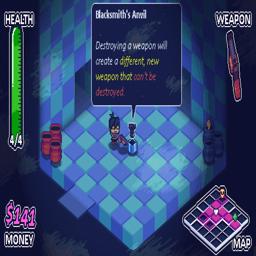 HEALTH
Blacksmith's Anvil
WEAPON
Destroying a weapon will
create a different, new
weapon that can't be
destroyed.
4/4
$141
MONEY
MAP